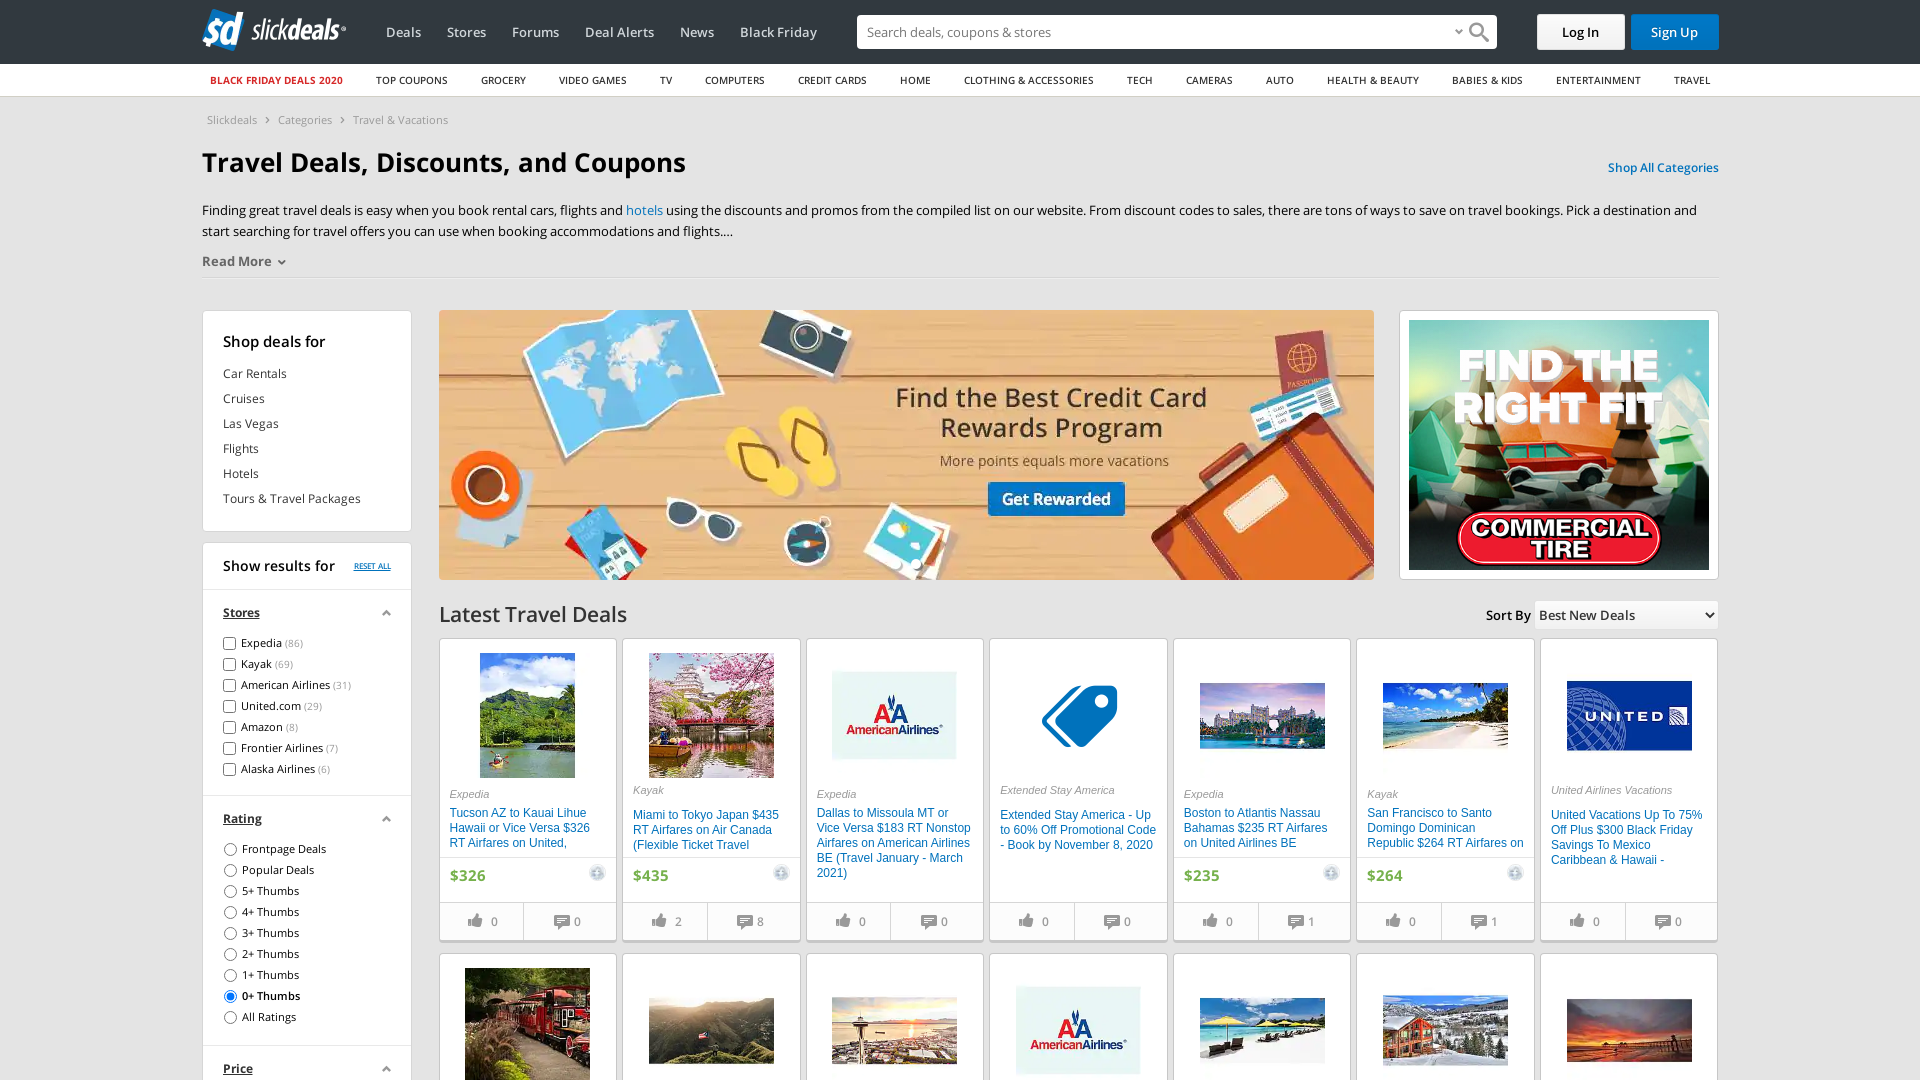 slickdeals
Deals
Stores
Forums
Deal Alerts
News
Black Friday
Search deals, coupons & stores
Log In
Sign Up
BLACK FRIDAY DEALS 2020
TOP COUPONS
GROCERY
VIDEO GAMES
TV
COMPUTERS
CREDIT CARDS
HOME
CLOTHING & ACCESSORIES
TECH
CAMERAS
AUTO
HEALTH & BEAUTY
BABIES & KIDS
ENTERTAINMENT
TRAVEL
Slickdeals > Categories > Travel & Vacations
Travel Deals, Discounts, and Coupons
Shop All Categories
Finding great travel deals is easy when you book rental cars, flights and hotels using the discounts and promos from the compiled list on our website. From discount codes to sales, there are tons of ways to save on travel bookings. Pick a destination and
start searching for travel offers you can use when booking accommodations and flights.…
Read More
Shop deals for
Car Rentals
Cruises
Las Vegas
Flights
Hotels
Tours & Travel Packages
Find the Best Credit Card
Rewards Program
More points equals more vacations
Get Rewarded
PASSPORT
FIND THE
RIGHT FIT
COMMERCIAL
TIRE
Show results for
RESET ALL
Stores
Expedia (86)
Kayak (69)
American Airlines (31)
United.com (29)
Amazon (8)
Frontier Airlines (7)
Alaska Airlines (6)
Rating
Frontpage Deals
Popular Deals
5+ Thumbs
4+ Thumbs
3+ Thumbs
2+ Thumbs
1+ Thumbs
0+ Thumbs
All Ratings
Price
Latest Travel Deals
Sort By
Best New Deals
Expedia
Tucson AZ to Kauai Lihue
Hawaii or Vice Versa $326
RT Airfares on United,
$326
0
0
Kayak
Miami to Tokyo Japan $435
RT Airfares on Air Canada
(Flexible Ticket Travel
$435
2
8
AmericanAirlines
Expedia
Dallas to Missoula MT or
Vice Versa $183 RT Nonstop
Airfares on American Airlines
BE (Travel January - March
2021)
0
0
Extended Stay America
Extended Stay America - Up
to 60% Off Promotional Code
- Book by November 8, 2020
0
0
Expedia
Boston to Atlantis Nassau
Bahamas $235 RT Airfares
on United Airlines BE
$235
0
1
Kayak
San Francisco to Santo
Domingo Dominican
Republic $264 RT Airfares on
$264
0
1
UNITED
United Airlines Vacations
United Vacations Up To 75%
Off Plus $300 Black Friday
Savings To Mexico
Caribbean & Hawaii -
0
0
AmericanAirlines